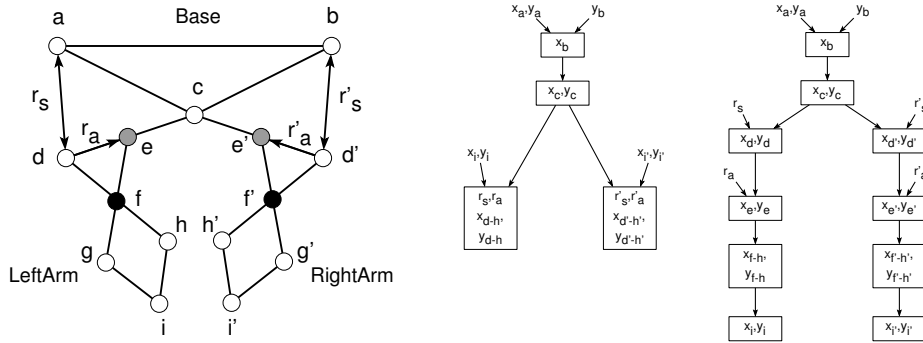 Base
a
b
c
r_s
r'_s
r_a
r'_a
d
e
e'
d'
f
f'
h
h'
g
g'
LeftArm
RightArm
i
i'
x_a,y_a
y_b
x_b
x_c,y_c
x_i,y_i
x_i',y_i'
r_s,r_a
x_d-h,
y_d-h
r'_s,r'_a
x_d'-h',
y_d'-h'
x_a,y_a
y_b
x_b
x_c,y_c
r_s
r'_s
x_d,y_d
x_d',y_d'
r_a
r'_a
x_e,y_e
x_e',y_e'
x_f-h,
y_f-h
x_f'-h',
y_f'-h'
x_i,y_i
x_i',y_i'